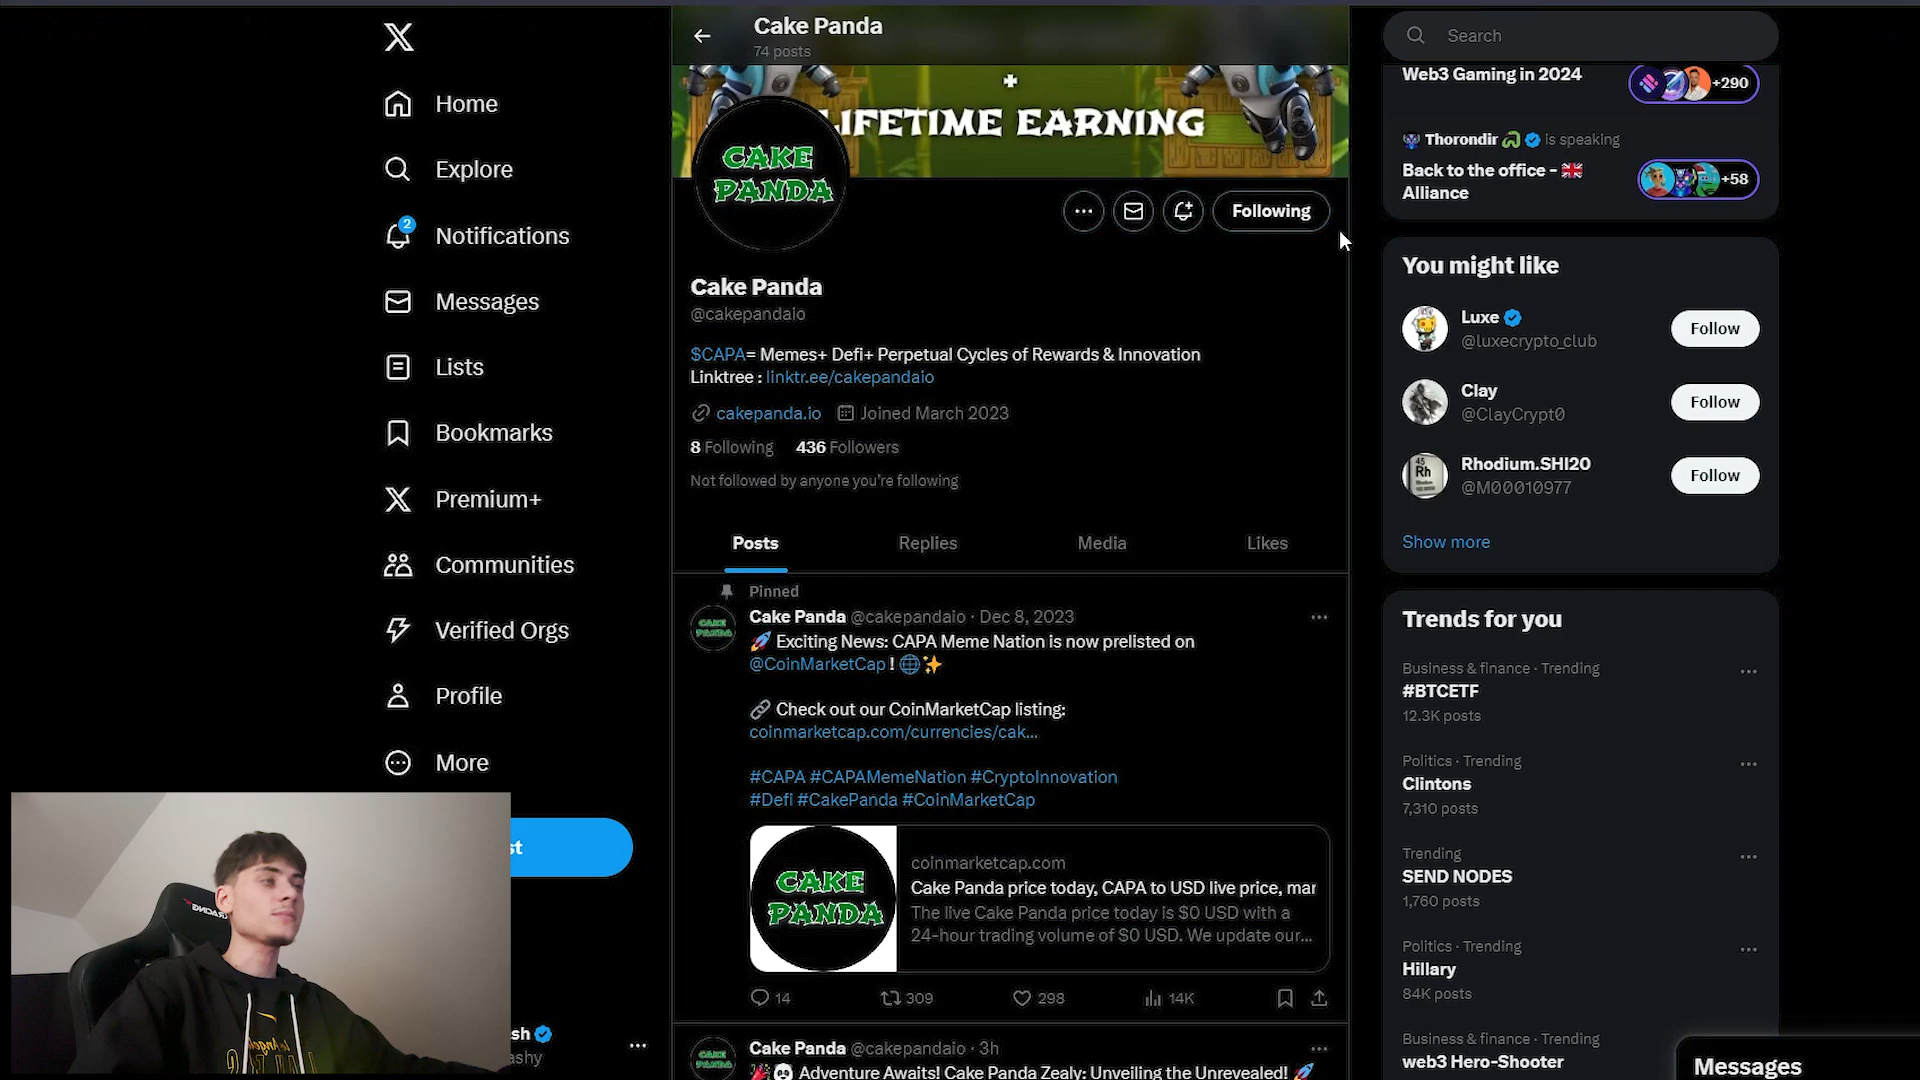 Home
Explore
2
Notifications
Messages
Lists
Bookmarks
Premium+
Communities
Verified Orgs
Profile
More
st
sh
ashy
Cake Panda
74 posts
LIFETIME EARNING
CAKE
PANDA
Following
Cake Panda
@cakepandaio
$CAPA= Memes+ Defi+ Perpetual Cycles of Rewards & Innovation
Linktree : linktr.ee/cakepandaio
cakepanda.io Joined March 2023
8 Following 436 Followers
Not followed by anyone you're following
Posts Replies Media Likes
Pinned
Cake Panda @cakepandaio · Dec 8, 2023
🚀 Exciting News: CAPA Meme Nation is now prelisted on
@CoinMarketCap ! 🌐✨
🔗 Check out our CoinMarketCap listing:
coinmarketcap.com/currencies/cak...
#CAPA #CAPAMemeNation #CryptoInnovation
#Defi #CakePanda #CoinMarketCap
CAKE
PANDA
coinmarketcap.com
Cake Panda price today, CAPA to USD live price, mar
The live Cake Panda price today is $0 USD with a
24-hour trading volume of $0 USD. We update our...
14 309 298 14K
Cake Panda @cakepandaio · 3h
🎉🐼 Adventure Awaits! Cake Panda Zealy: Unveiling the Unrevealed! 🚀
Search
Web3 Gaming in 2024
+290
Thorondir is speaking
Back to the office - 🇬🇧
Alliance
+58
You might like
Luxe
@luxecrypto_club
Follow
Clay
@ClayCrypt0
Follow
45
Rh
Rhodium.SHI20
@M00010977
Follow
Show more
Trends for you
Business & finance · Trending
#BTCETF
12.3K posts
Politics · Trending
Clintons
7,310 posts
Trending
SEND NODES
1,760 posts
Politics · Trending
Hillary
84K posts
Business & finance · Trending
web3 Hero-Shooter
Messages